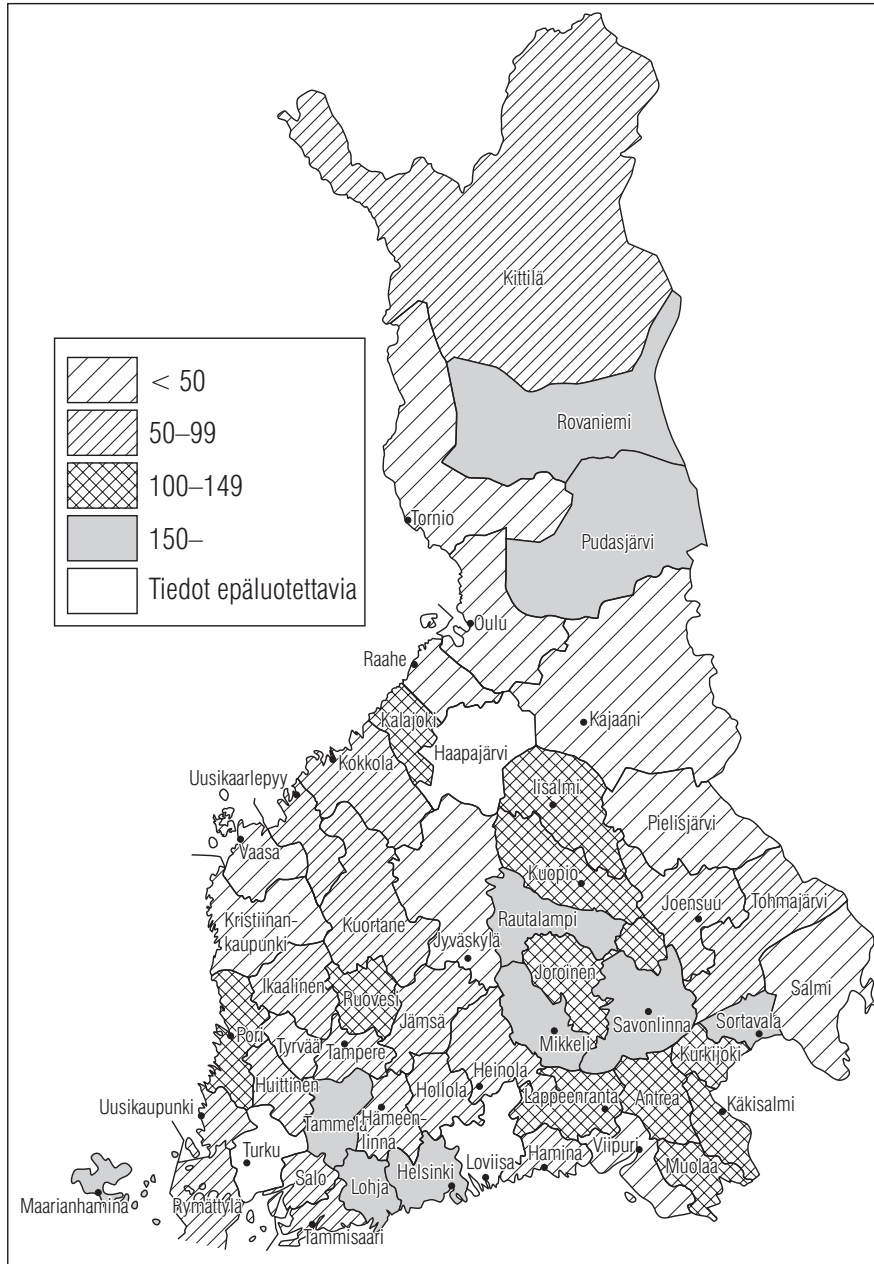 Kittilä
< 50
50–99
100–149
150–
Tiedot epäluotettavia
Rovaniemi
Tornio
Pudasjärvi
Oulú
Raahe
Kalajoki
Kajaani
Haapajärvi
Kokkola
Uusikaarlepyy
Iisalmi
Pielisjärvi
Vaasa
Kuopio
Joensuu
Tohmajärvi
Rautalampi
Kristiinan-
kaupunki
Kuortane
Jyväskylä
Joroinen
Ikaalinen
Ruovesi
Salmi
Jämsä
Savonlinna
Sortavala
Pori
Mikkeli
Tyrvää
Tampere
Kurkijoki
Heinola
Huittinen
Hollola
Lappeenranta
Antrea
Käkisalmi
Uusikaupunki
Tammela
Hämeen-
linna
Viipuri
Muolaa
Turku
Loviisa
Hamina
Salo
Lohja
Helsinki
Maarianhamina
Rymättylä
Tammisaari